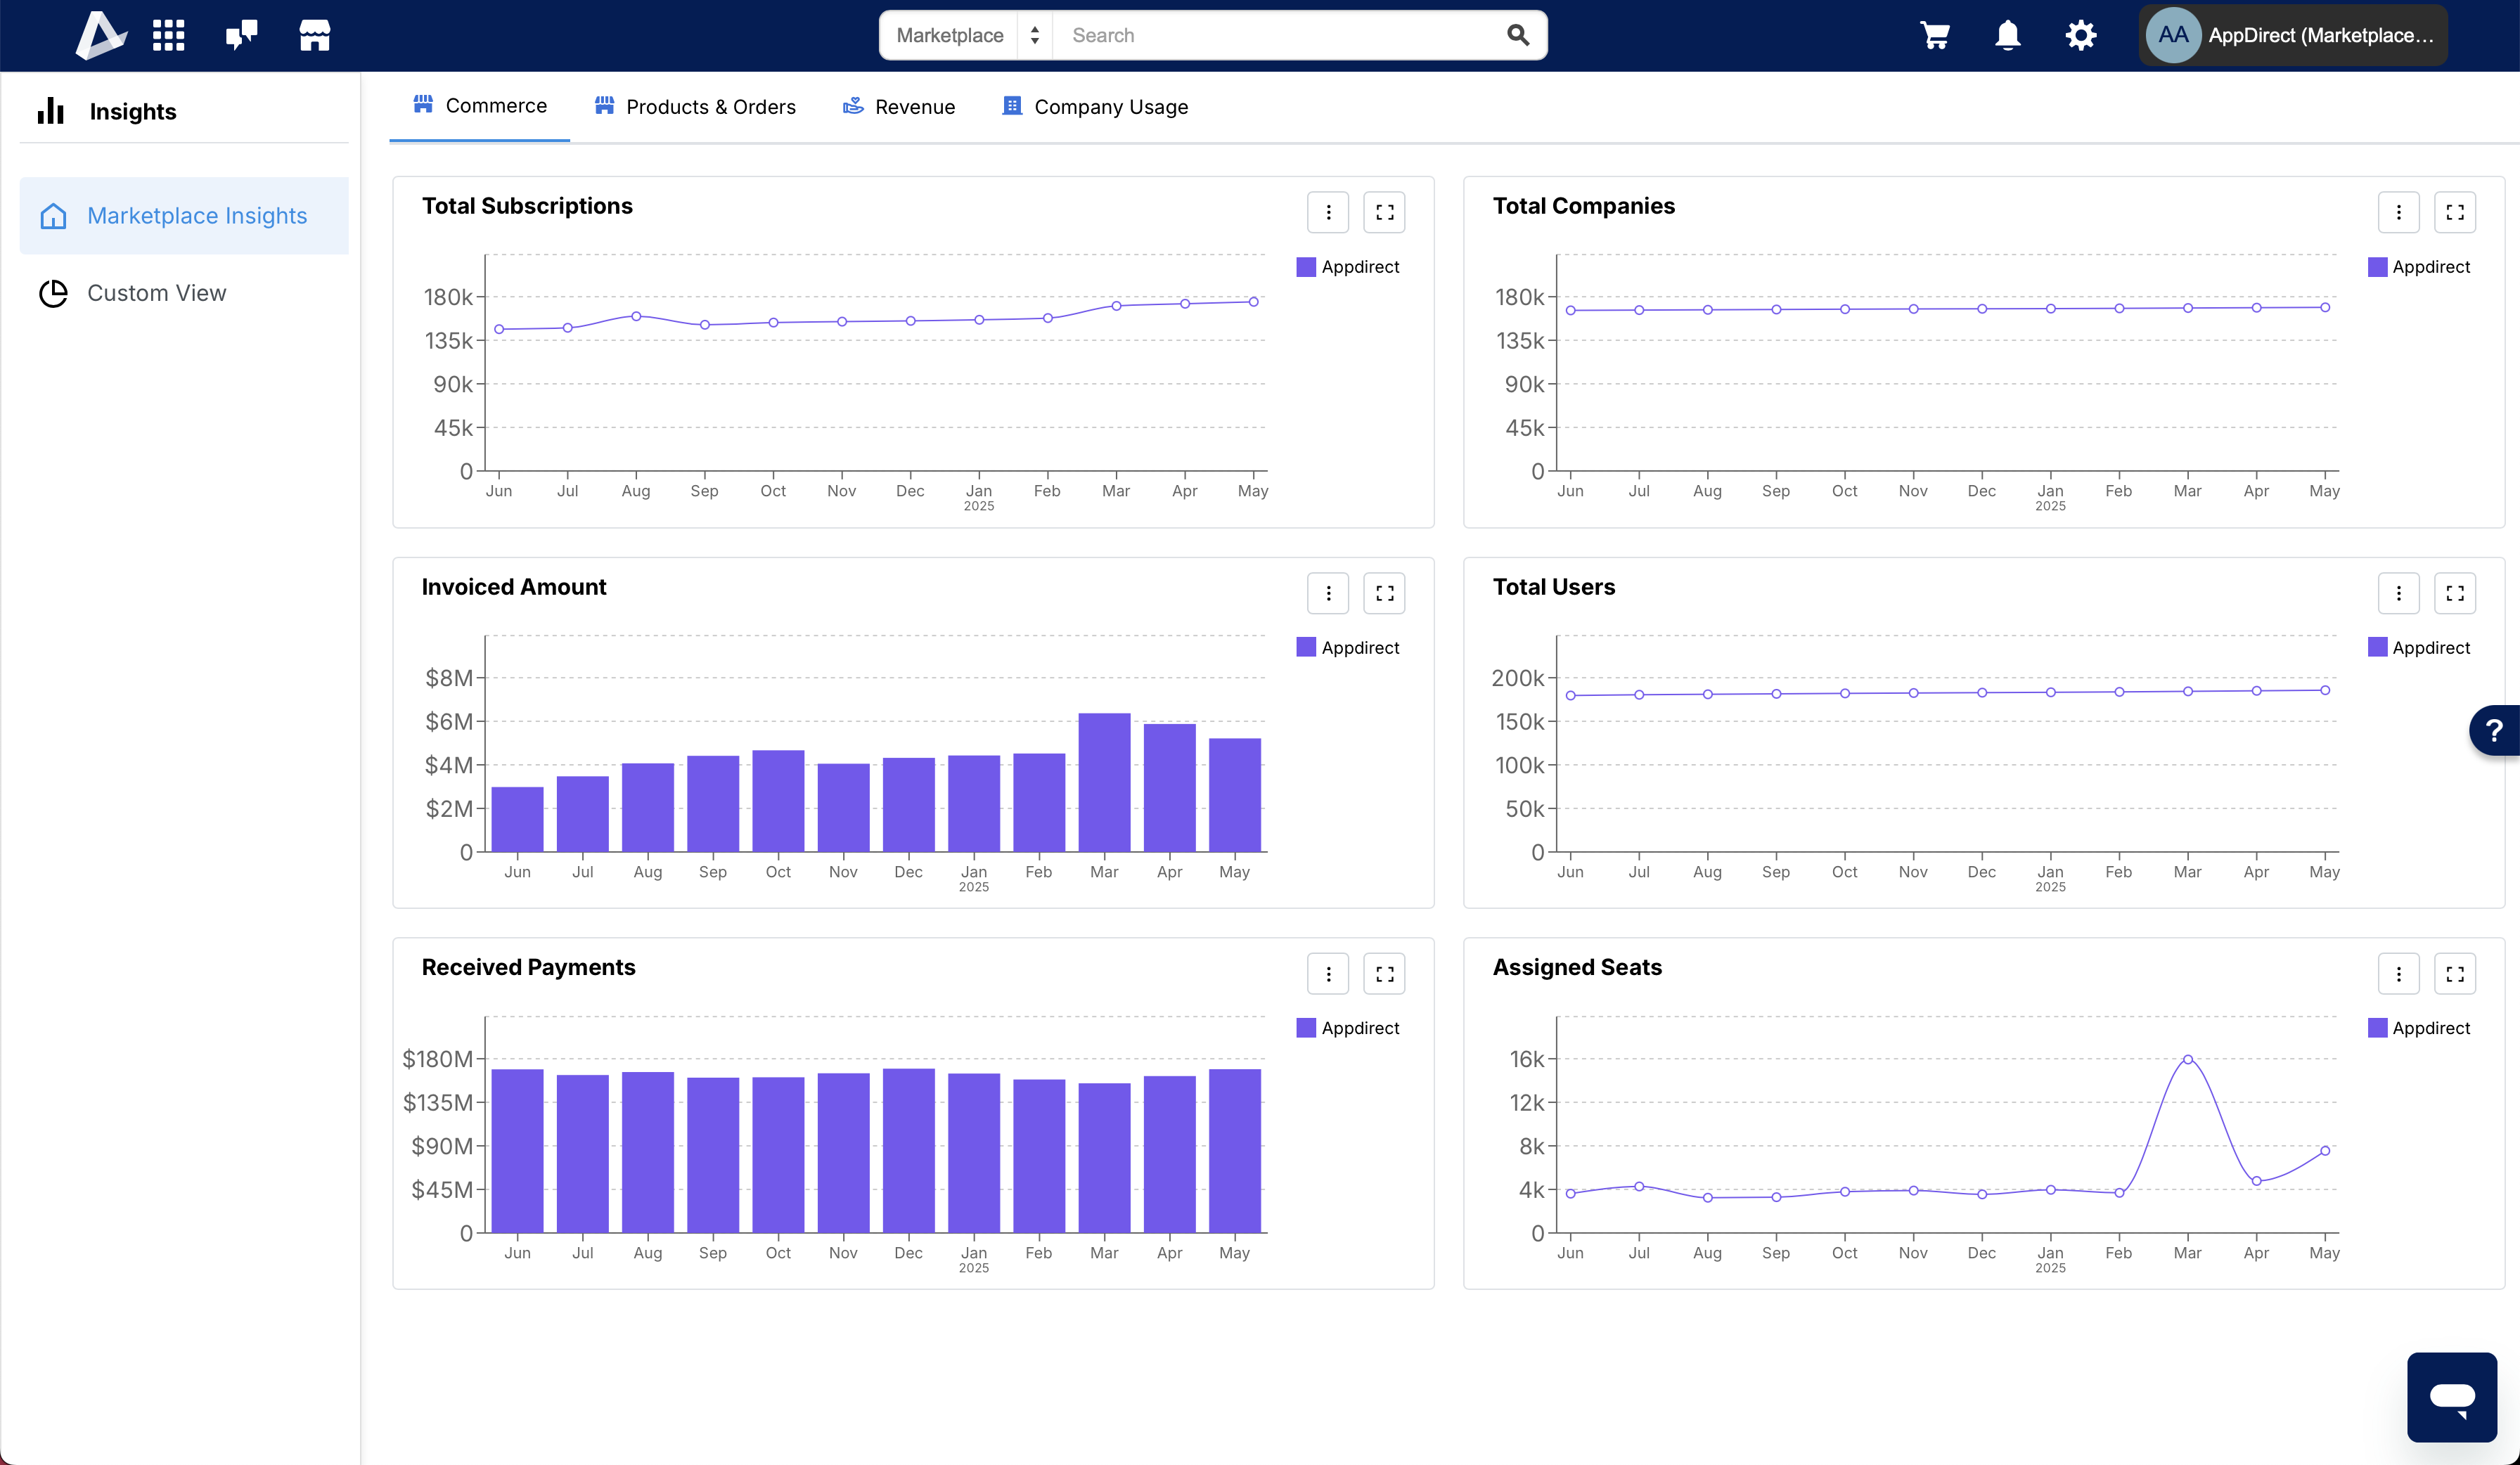 Marketplace
Search
AA
AppDirect (Marketplace...
Insights
Marketplace Insights
Custom View
Commerce
Products & Orders
Revenue
Company Usage
Total Subscriptions
Appdirect
180k
135k
90k
45k
0
Jun Jul Aug Sep Oct Nov Dec Jan Feb Mar Apr May
2025
Total Companies
Appdirect
180k
135k
90k
45k
0
Jun Jul Aug Sep Oct Nov Dec Jan Feb Mar Apr May
2025
Invoiced Amount
Appdirect
$8M
$6M
$4M
$2M
0
Jun Jul Aug Sep Oct Nov Dec Jan Feb Mar Apr May
2025
Total Users
Appdirect
200k
150k
100k
50k
0
Jun Jul Aug Sep Oct Nov Dec Jan Feb Mar Apr May
2025
?
Received Payments
Appdirect
$180M
$135M
$90M
$45M
0
Jun Jul Aug Sep Oct Nov Dec Jan Feb Mar Apr May
2025
Assigned Seats
Appdirect
16k
12k
8k
4k
0
Jun Jul Aug Sep Oct Nov Dec Jan Feb Mar Apr May
2025